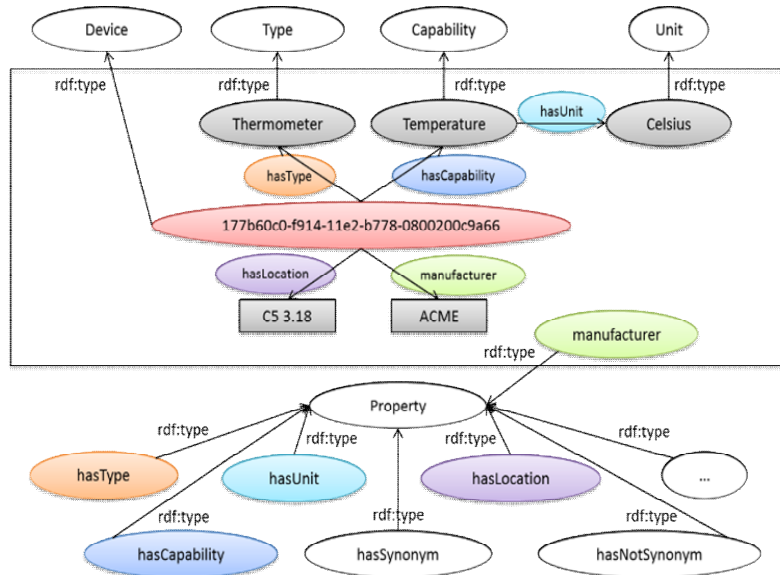 Device
Type
Capability
Unit
rdf:type
rdf:type
rdf:type
rdf:type
Thermometer
Temperature
hasUnit
Celsius
hasType
hasCapability
177b60c0-f914-11e2-b778-0800200c9a66
hasLocation
manufacturer
C5 3.18
ACME
manufacturer
rdf:type
Property
rdf:type
rdf:type
rdf:type
rdf:type
hasType
hasUnit
hasLocation
...
rdf:type
rdf:type
rdf:type
hasCapability
hasSynonym
hasNotSynonym